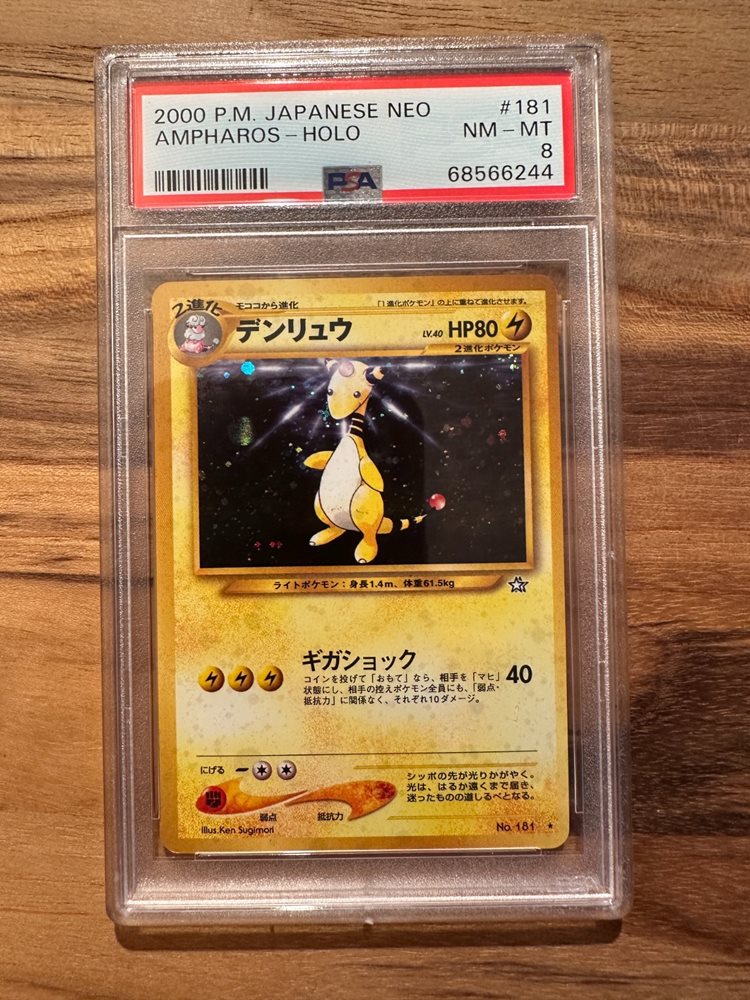 2000 P.M. JAPANESE NEO #181
AMPHAROS - HOLO NM - MT
8
PSA 68566244
2進化 モココから進化 「1進化ポケモン」の上に重ねて進化させます。
デンリュウ LV.40 HP80
2進化ポケモン
ライトポケモン:身長1.4m、体重61.5kg
ギガショック 40
コインを投げて「おもて」なら、相手を「マヒ」
状態にし、相手の控えポケモン全員にも、「弱点・
抵抗力」に関係なく、それぞれ10ダメージ。
にげる
シッポの先が光りかがやく。
光は、はるか遠くまで届き、
迷ったものの道しるべとなる。
弱点 抵抗力
Illus.Ken Sugimori No. 181 ★